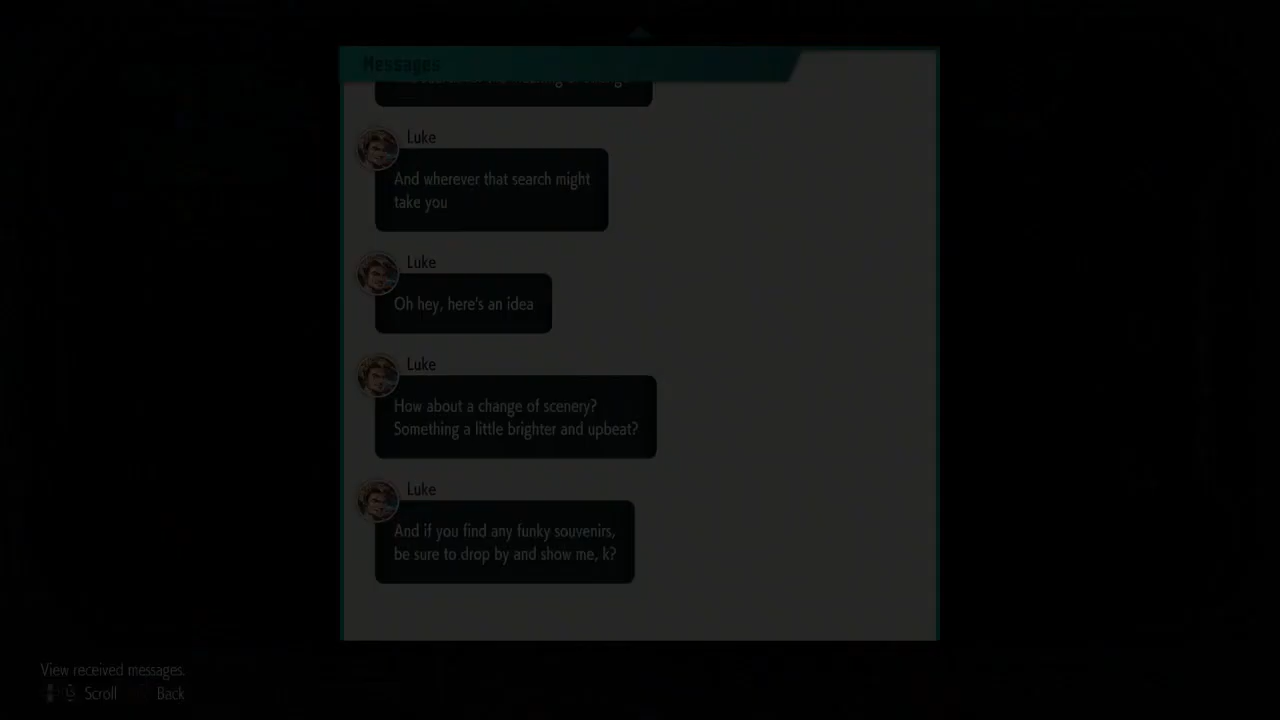 Messages
Luke
And wherever that search might
take you
Luke
Oh hey, here's an idea
Luke
How about a change of scenery?
Something a little brighter and upbeat?
Luke
And if you find any funky souvenirs,
be sure to drop by and show me, k?
View received messages.
Scroll Back